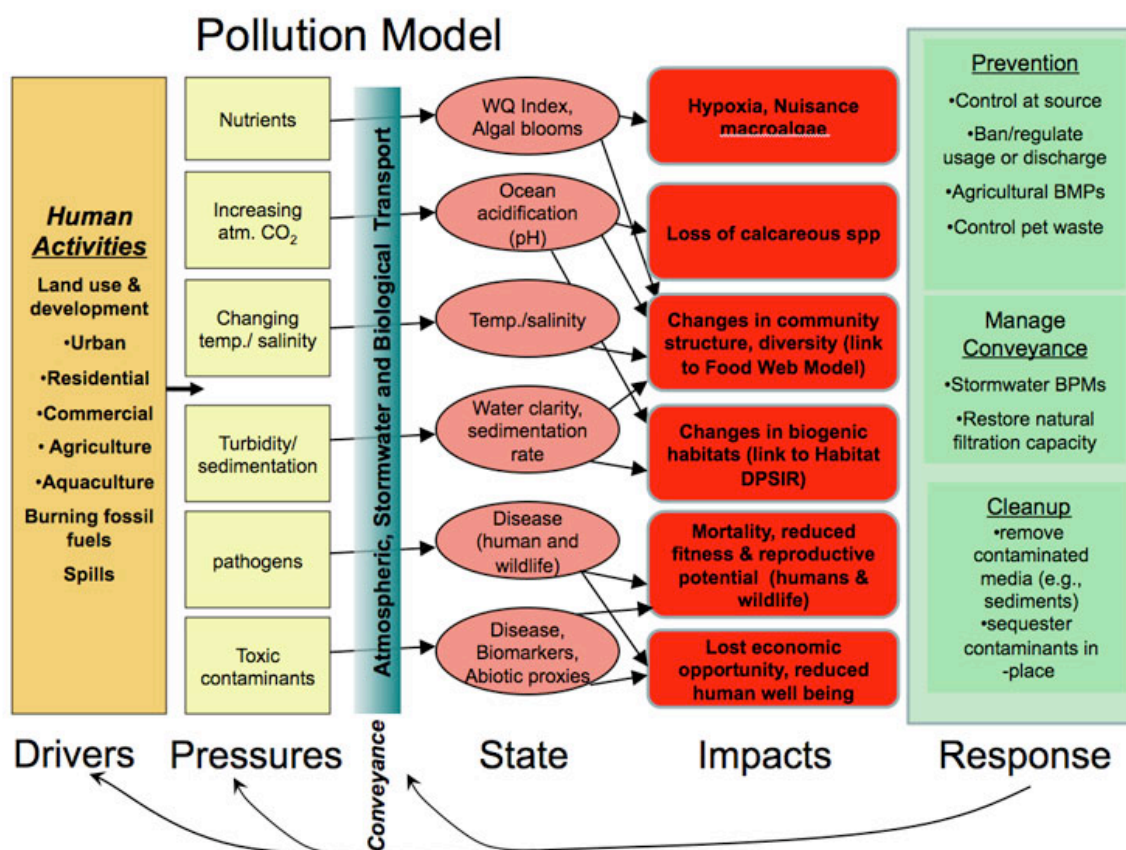 Pollution Model
Human
Activities
Land use &
development
•Urban
•Residential
•Commercial
• Agriculture
•Aquaculture
Burning fossil
fuels
Spills
Nutrients
Increasing
atm. CO₂
Changing
temp./ salinity
Turbidity/
sedimentation
pathogens
Toxic
contaminants
Atmospheric, Stormwater and Biological Transport
WQ Index,
Algal blooms
Ocean
acidification
(pH)
Temp./salinity
Water clarity,
sedimentation
rate
Disease
(human and
wildlife)
Disease,
Biomarkers,
Abiotic proxies
Hypoxia, Nuisance
macroalgae
Loss of calcareous spp
Changes in community
structure, diversity (link
to Food Web Model)
Changes in biogenic
habitats (link to Habitat
DPSIR)
Mortality, reduced
fitness & reproductive
potential (humans &
wildlife)
Lost economic
opportunity, reduced
human well being
Prevention
•Control at source
•Ban/regulate
usage or discharge
•Agricultural BMPs
•Control pet waste
Manage
Conveyance
•Stormwater BPMs
•Restore natural
filtration capacity
Cleanup
•remove
contaminated
media (e.g.,
sediments)
•sequester
contaminants in
-place
Drivers
Pressures
Conveyance
State
Impacts
Response